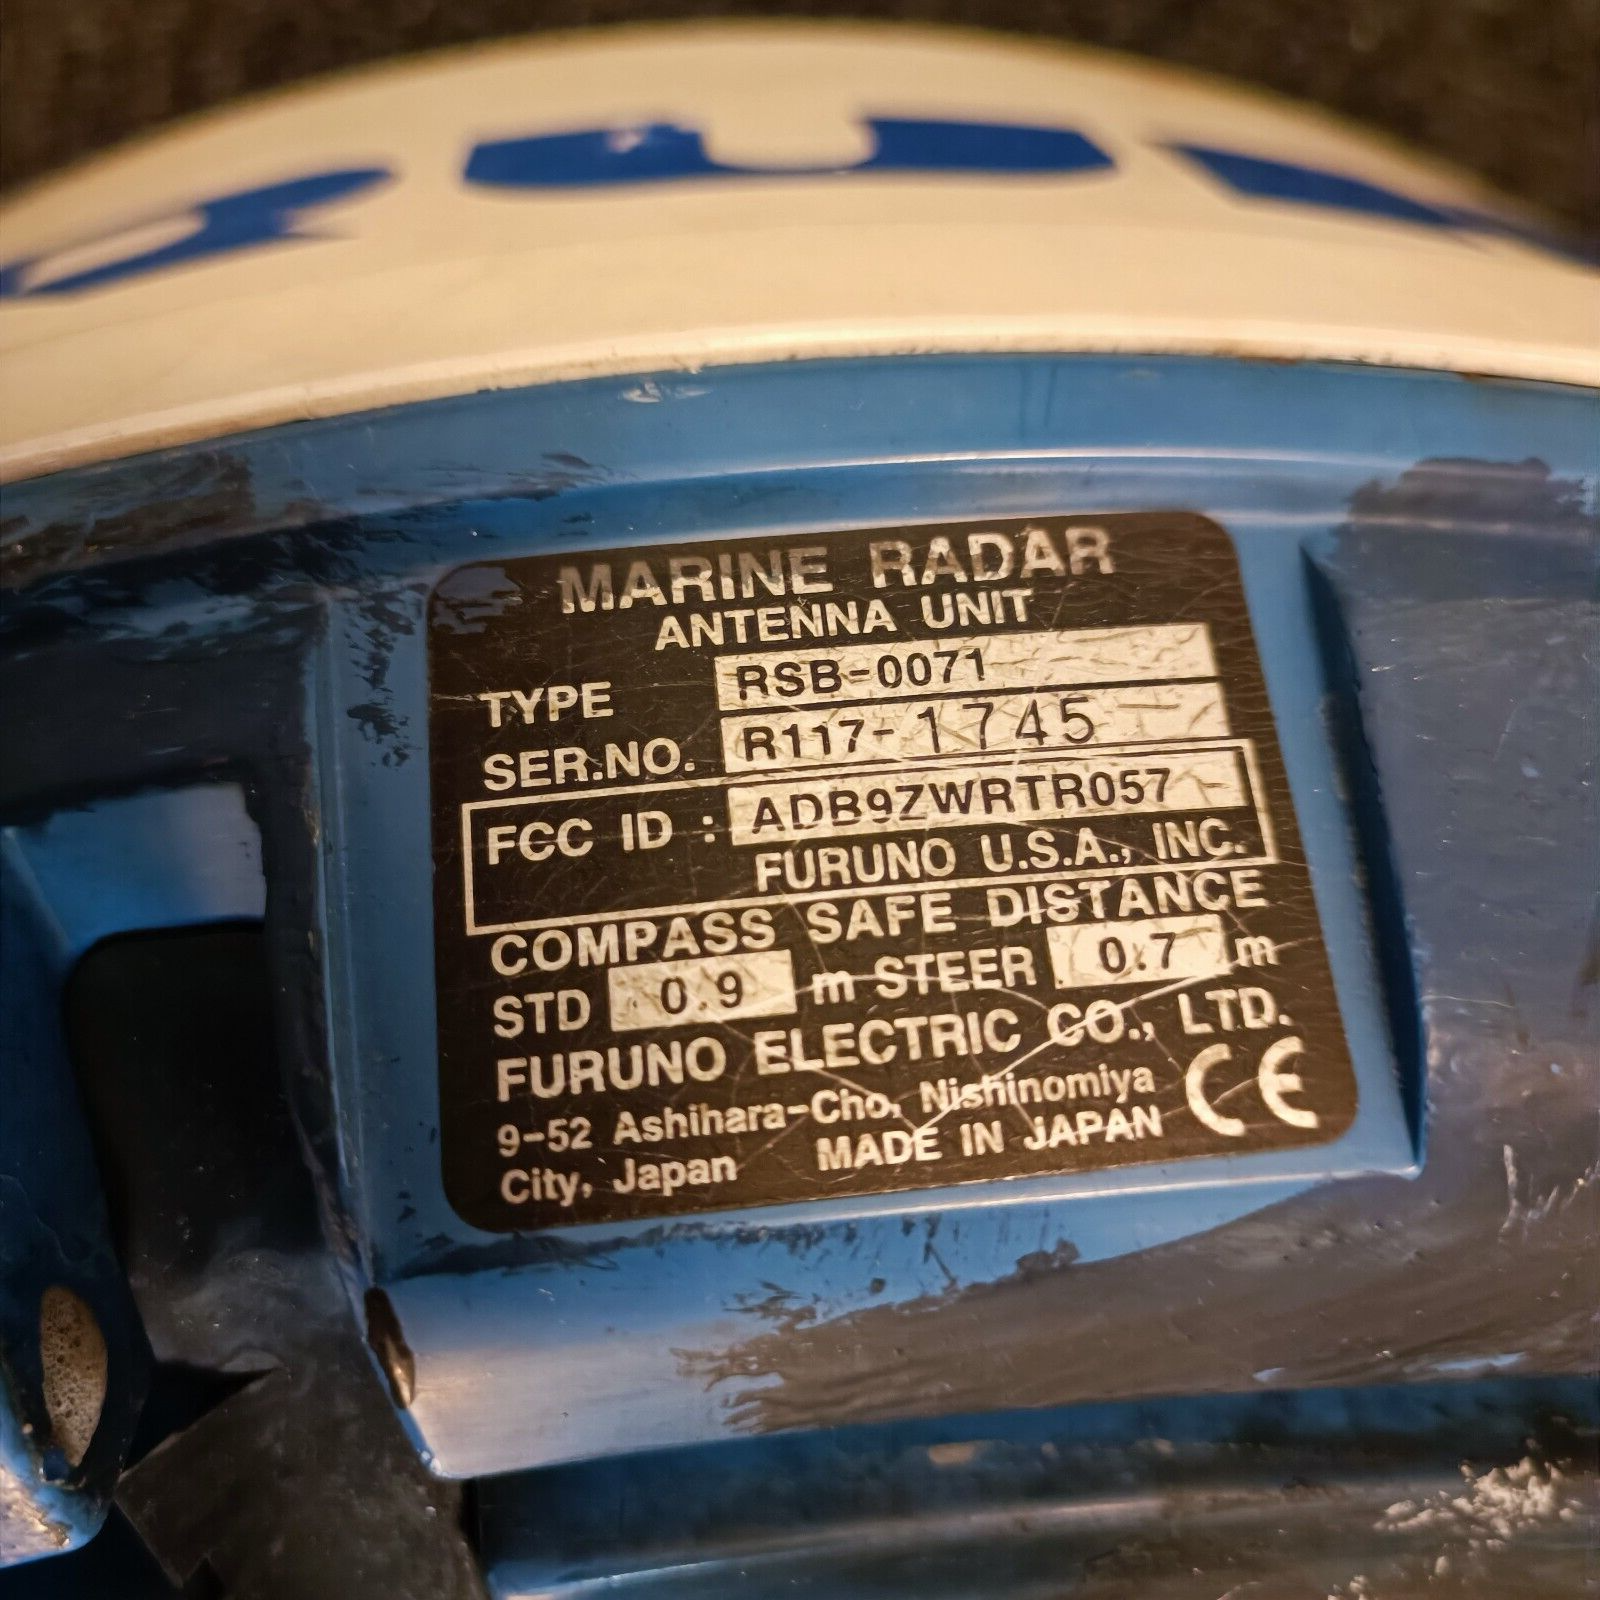 MARINE RADAR
ANTENNA UNIT
TYPE RSB-0071
SER.NO. R117-1745
FCC ID : ADB9ZWRTR057
FURUNO U.S.A., INC.
COMPASS SAFE DISTANCE
STD 0.9 m STEER 0.7 m
FURUNO ELECTRIC CO., LTD.
9-52 Ashihara-Cho, Nishinomiya
City, Japan MADE IN JAPAN CE